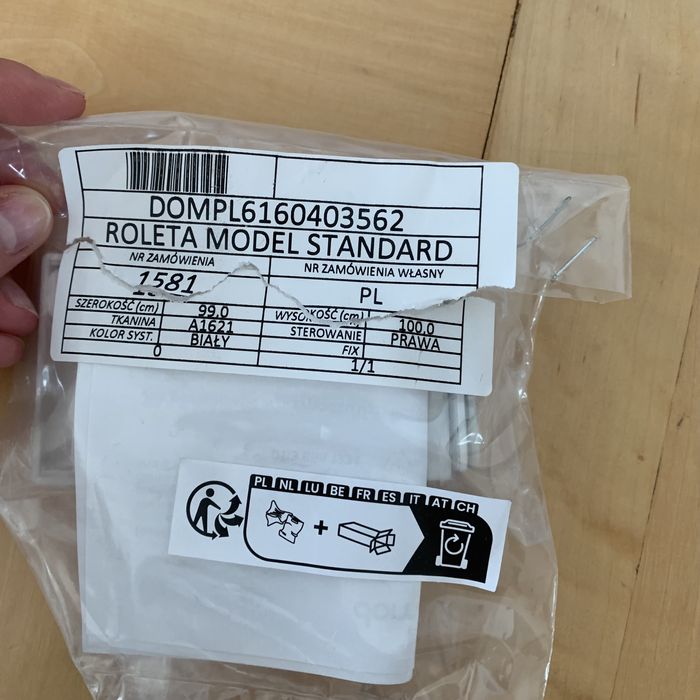 DOMPL6160403562
ROLETA MODEL STANDARD
NR ZAMÓWIENIA NR ZAMÓWIENIA WŁASNY
1581 PL
SZEROKOŚĆ (cm) 99.0 WYSOKOŚĆ (cm) 100.0
TKANINA A1621 STEROWANIE PRAWA
KOLOR SYST. BIAŁY FIX
0 1/1
PL NL LU BE FR ES IT AT CH
+